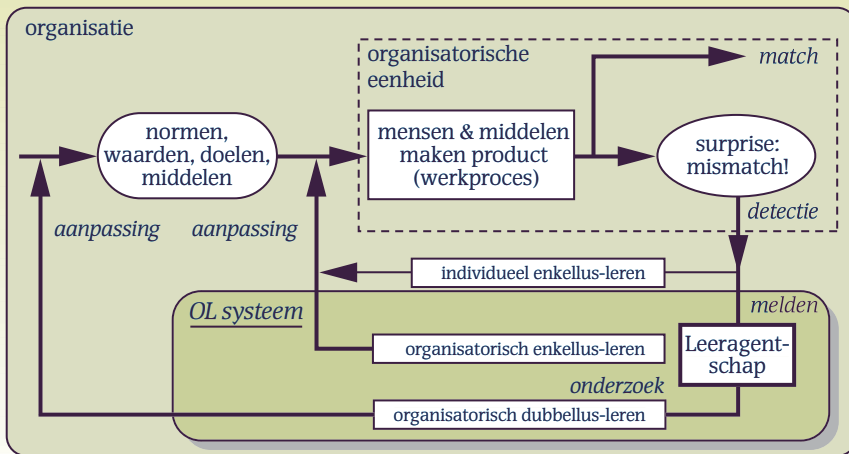 organisatie
organisatorische
eenheid
match
normen,
waarden, doelen,
middelen
mensen & middelen
maken product
(werkproces)
surprise:
mismatch!
aanpassing
aanpassing
detectie
individueel enkellus-leren
melden
OL systeem
organisatorisch enkellus-leren
Leeragent-
schap
onderzoek
organisatorisch dubbellus-leren